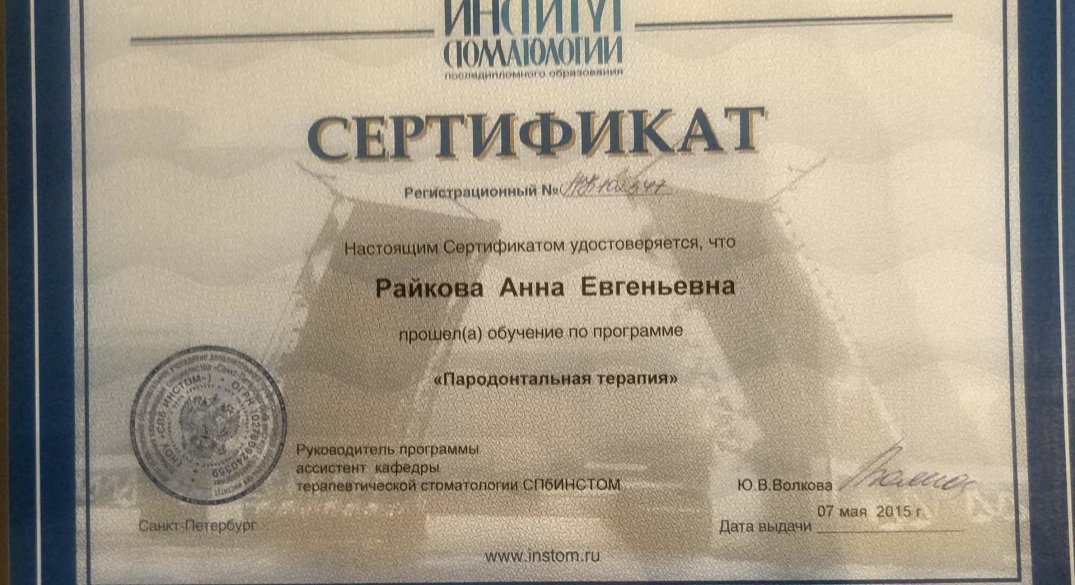 ИНСТИТУТ
СТОМАТОЛОГИИ
последипломного образования
СЕРТИФИКАТ
Регистрационный №
Настоящим Сертификатом удостоверяется, что
Райкова Анна Евгеньевна
прошел(а) обучение по программе
«Пародонтальная терапия»
Руководитель программы
ассистент кафедры
терапевтической стоматологии СПбИНСТОМ
Ю.В.Волкова
07 мая 2015 г.
Дата выдачи
Санкт-Петербург
www.instom.ru